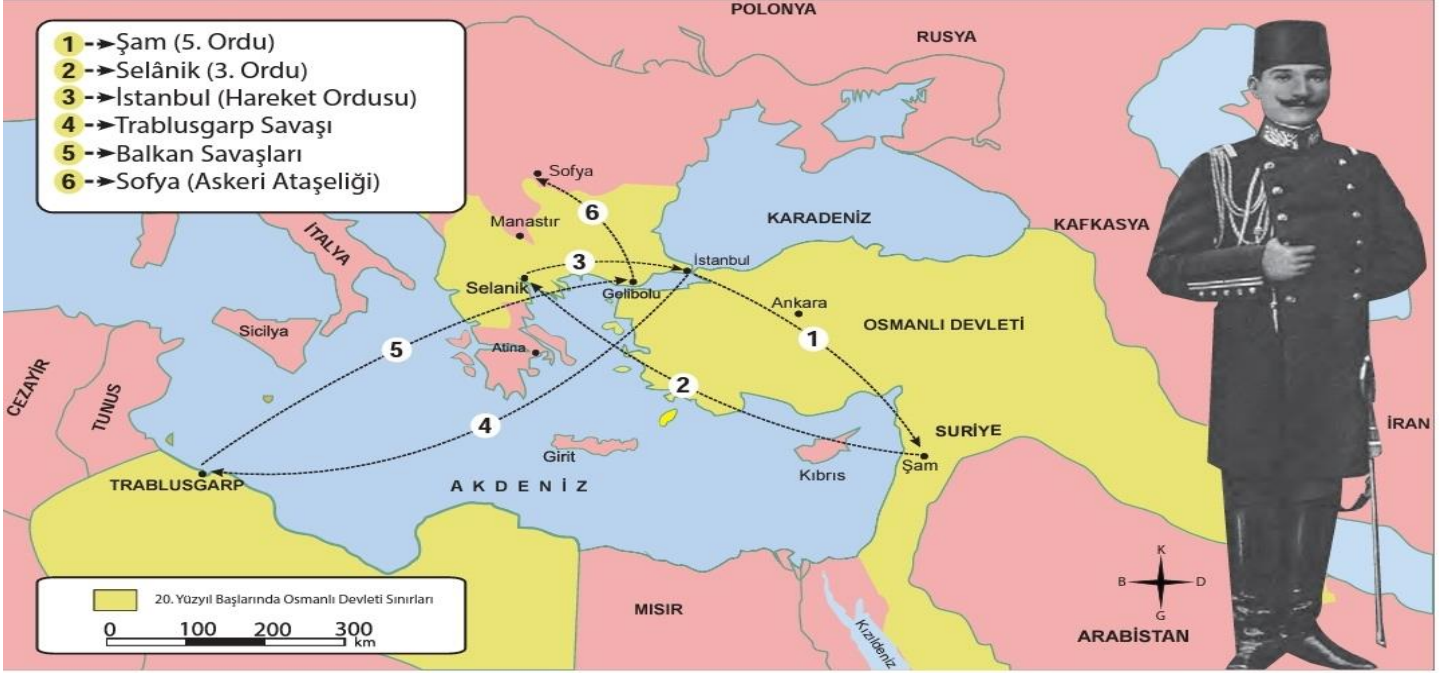 1 Şam (5. Ordu)
2 Selânik (3. Ordu)
3 İstanbul (Hareket Ordusu)
4 Trablusgarp Savaşı
5 Balkan Savaşları
6 Sofya (Askeri Ataşeliği)
POLONYA
RUSYA
Sofya
6
Manastır
KARADENİZ
KAFKASYA
İTALYA
3
İstanbul
Selanik
Gelibolu
Ankara
OSMANLI DEVLETİ
Sicilya
1
5
Atina
2
CEZAYİR
TUNUS
4
SURİYE
İRAN
Girit
Kıbrıs
Şam
TRABLUSGARP
AKDENİZ
20. Yüzyıl Başlarında Osmanlı Devleti Sınırları
0 100 200 300
km
MISIR
Kızıldeniz
K
B D
G
ARABİSTAN